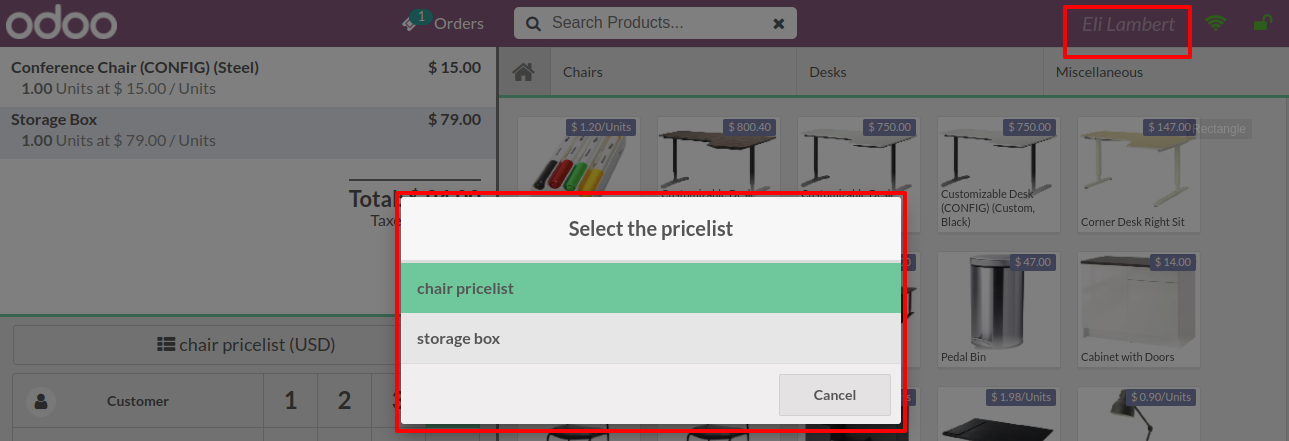 odoo
1
Orders
Search Products...
Eli Lambert
Conference Chair (CONFIG) (Steel)
$ 15.00
1.00 Units at $ 15.00 / Units
Storage Box
$ 79.00
1.00 Units at $ 79.00 / Units
Total:
Chairs
Desks
Miscellaneous
$ 1.20/Units
$ 800.40
$ 750.00
$ 750.00
$ 147.00
Rectangle
Customizable Desk
(CONFIG) (Custom,
Black)
Corner Desk Right Sit
Select the pricelist
chair pricelist
storage box
Cancel
$ 47.00
$ 14.00
Pedal Bin
Cabinet with Doors
chair pricelist (USD)
Customer
1
2
3
$ 1.98/Units
$ 0.90/Units